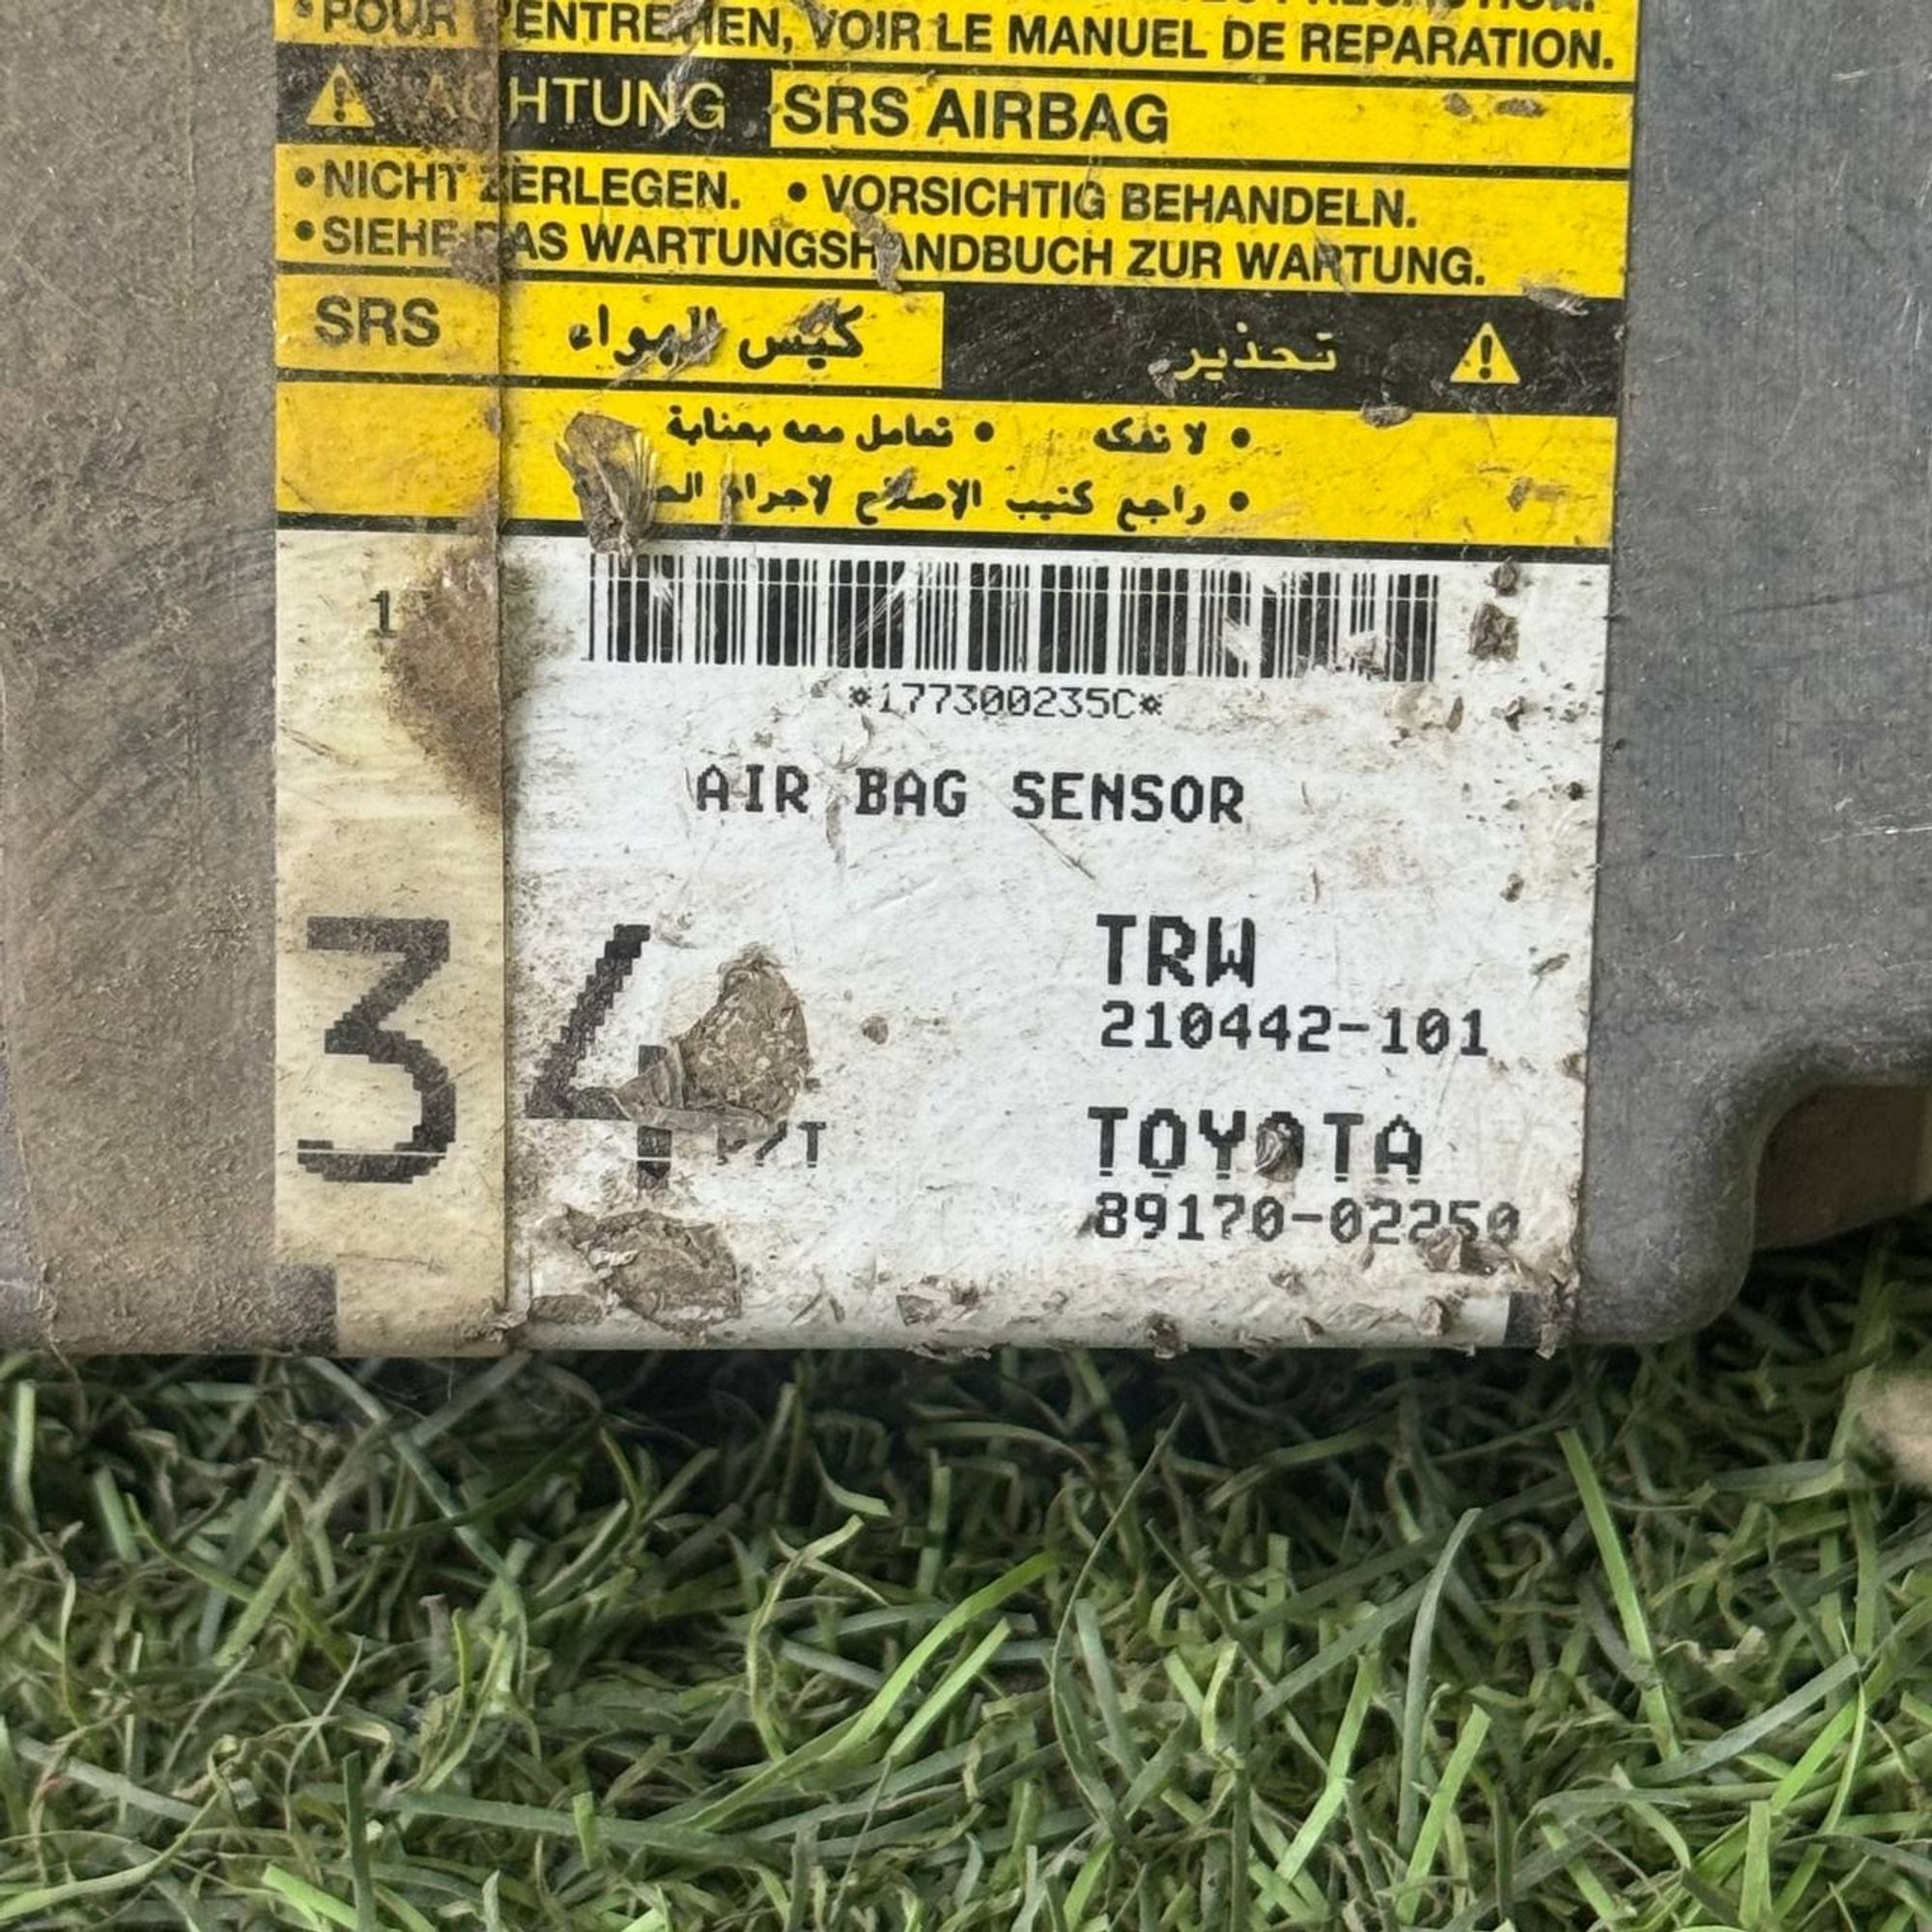 •POUR L'ENTRETIEN, VOIR LE MANUEL DE REPARATION.
ACHTUNG SRS AIRBAG
•NICHT ZERLEGEN. •VORSICHTIG BEHANDELN.
•SIEHE DAS WARTUNGSHANDBUCH ZUR WARTUNG.
تحذير كيس الهواء SRS
• لا تفكه • تعامل معه بعناية
• راجع كتيب الإصلاح لاجراء
*177300235C*
AIR BAG SENSOR
34
TRW
210442-101
TOYOTA
89170-02250